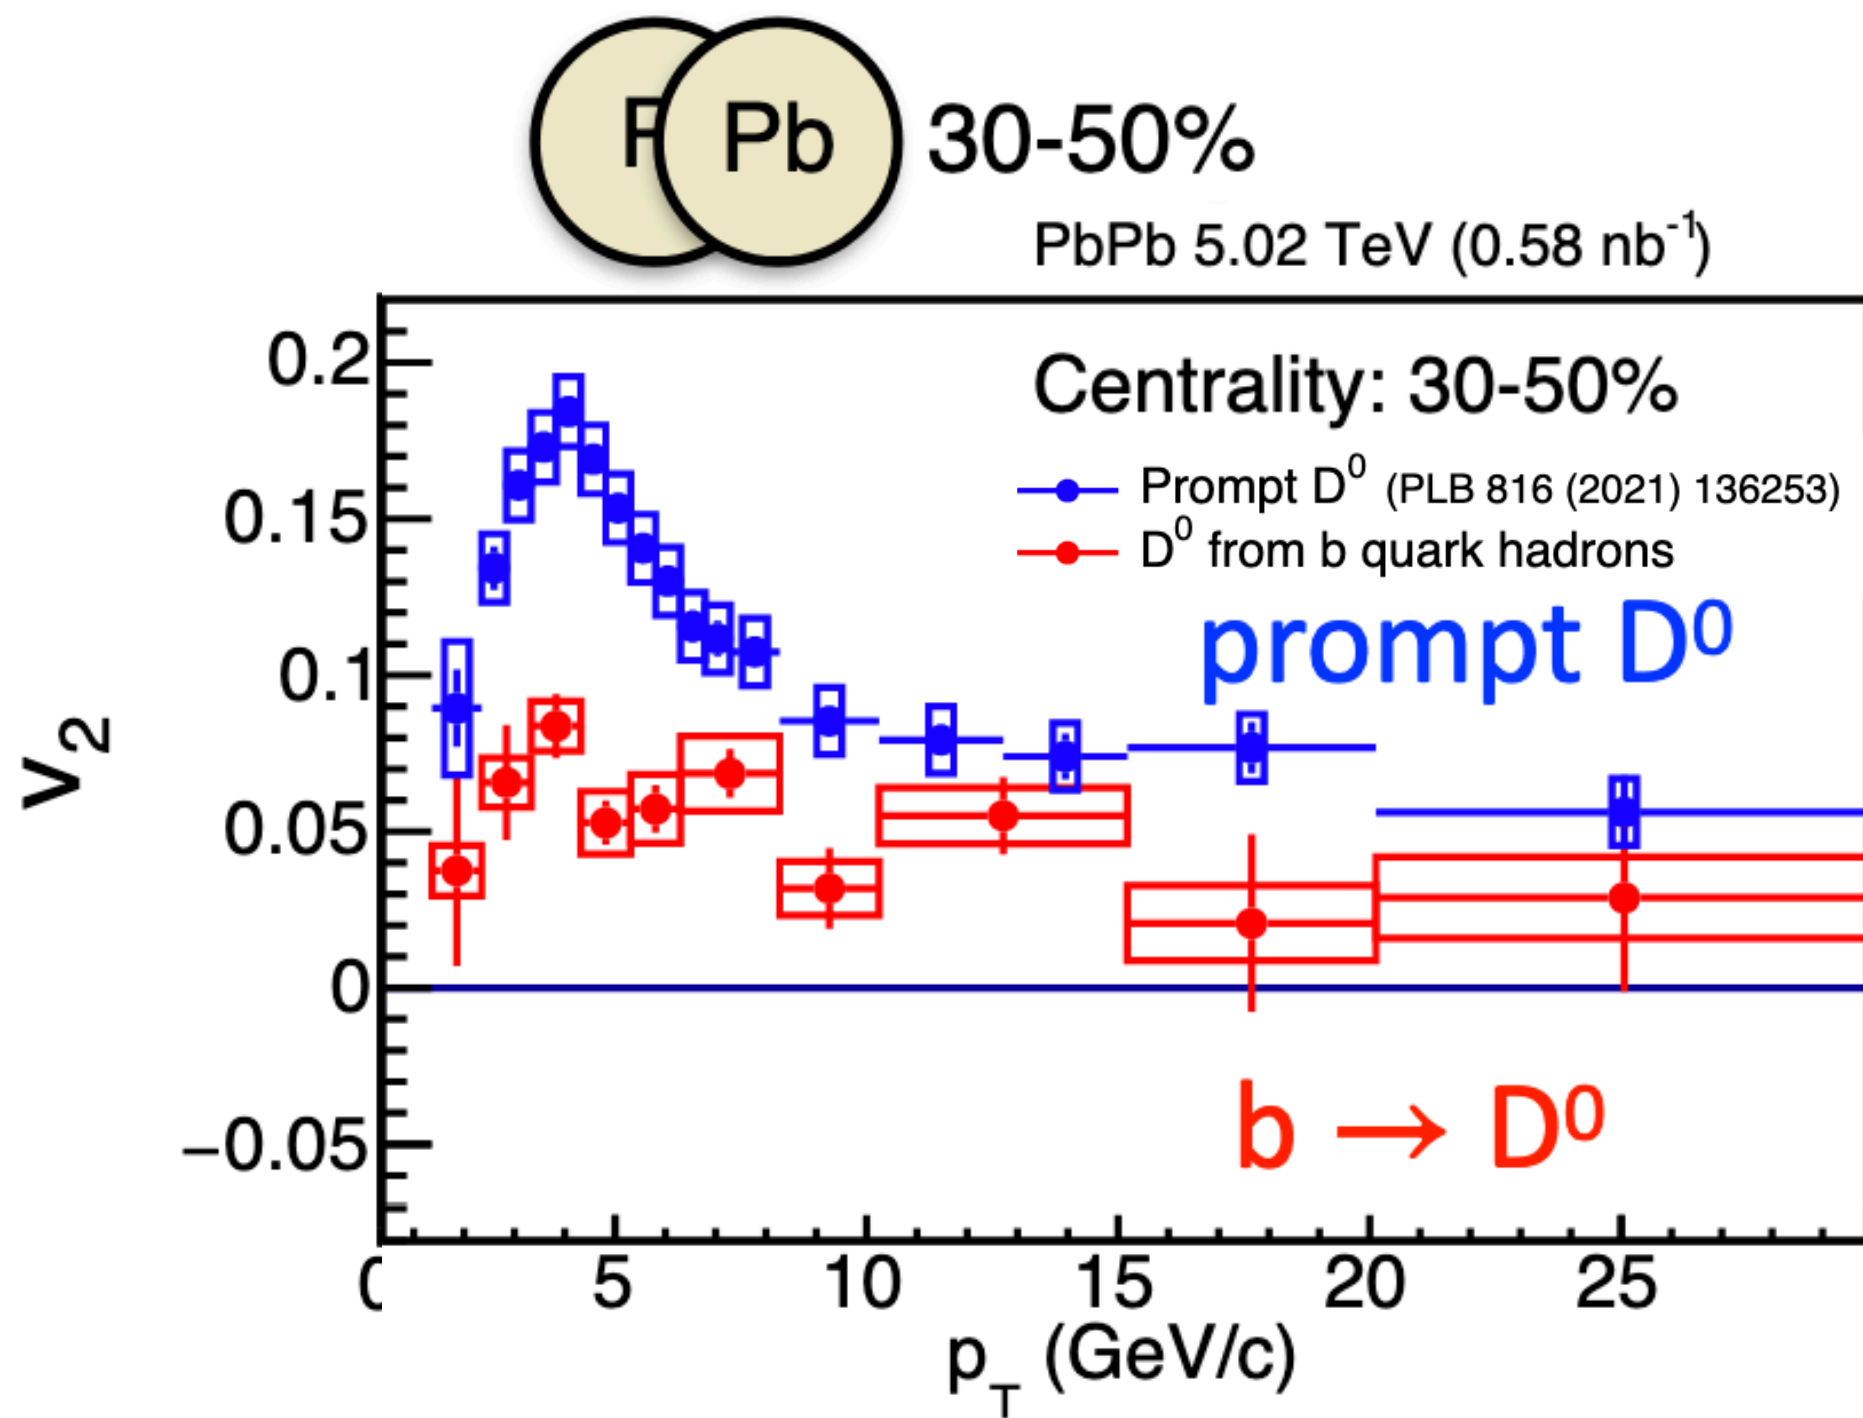 Pb 30-50%
PbPb 5.02 TeV (0.58 nb⁻¹)
Centrality: 30-50%
Prompt D⁰ (PLB 816 (2021) 136253)
D⁰ from b quark hadrons
prompt D⁰
b → D⁰
v₂
0.2
0.15
0.1
0.05
0
−0.05
5 10 15 20 25
p_T (GeV/c)